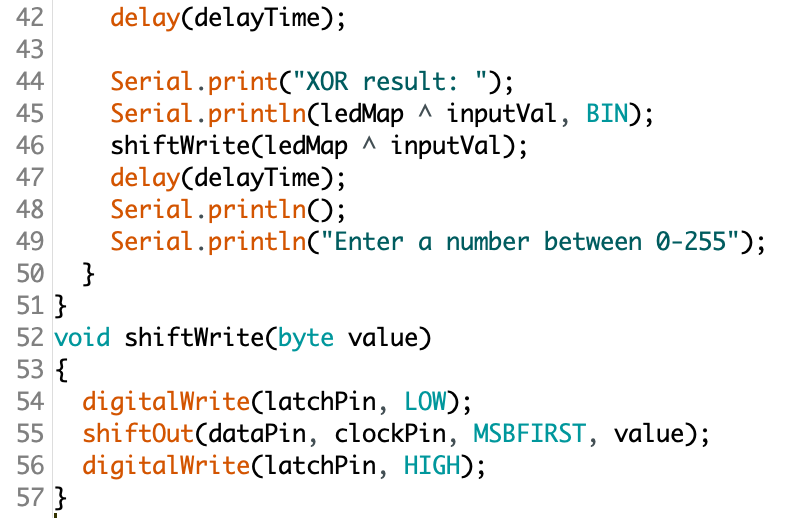 42     delay(delayTime);
43
44     Serial.print("XOR result: ");
45     Serial.println(ledMap ^ inputVal, BIN);
46     shiftWrite(ledMap ^ inputVal);
47     delay(delayTime);
48     Serial.println();
49     Serial.println("Enter a number between 0-255");
50   }
51 }
52 void shiftWrite(byte value)
53 {
54   digitalWrite(latchPin, LOW);
55   shiftOut(dataPin, clockPin, MSBFIRST, value);
56   digitalWrite(latchPin, HIGH);
57 }